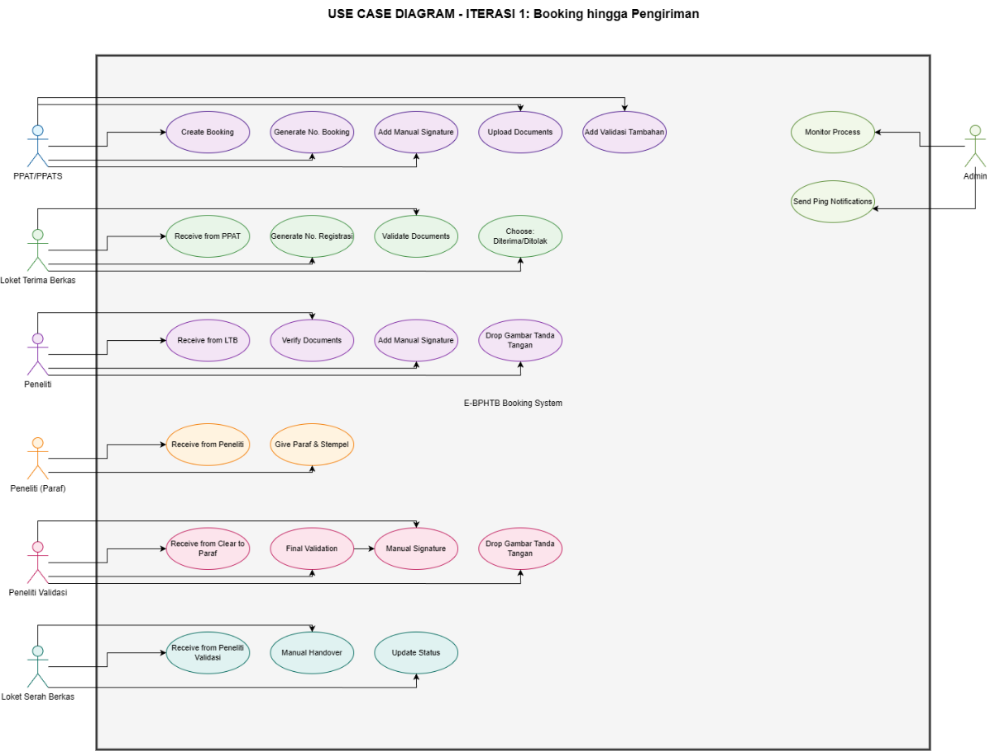 USE CASE DIAGRAM - ITERASI 1: Booking hingga Pengiriman
Create Booking
Generate No. Booking
Add Manual Signature
Upload Documents
Add Validasi Tambahan
Monitor Process
PPAT/PPATS
Admin
Send Ping Notifications
Receive from PPAT
Generate No. Registrasi
Validate Documents
Choose:
Diterima/Ditolak
Loket Terima Berkas
Receive from LTB
Verify Documents
Add Manual Signature
Drop Gambar Tanda
Tangan
Peneliti
E-BPHTB Booking System
Receive from Peneliti
Give Paraf & Stempel
Peneliti (Paraf)
Receive from Clear to
Paraf
Final Validation
Manual Signature
Drop Gambar Tanda
Tangan
Peneliti Validasi
Receive from Peneliti
Validasi
Manual Handover
Update Status
Loket Serah Berkas